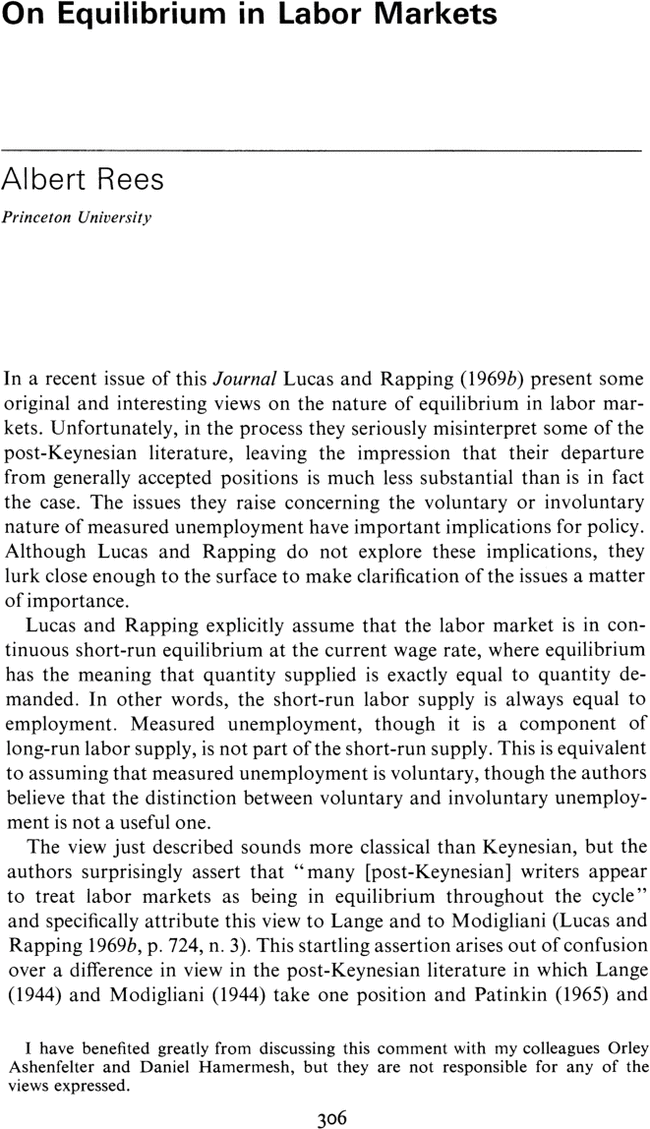 On Equilibrium in Labor Markets
Albert Rees
Princeton University
In a recent issue of this Journal Lucas and Rapping (1969b) present some
original and interesting views on the nature of equilibrium in labor mar-
kets. Unfortunately, in the process they seriously misinterpret some of the
post-Keynesian literature, leaving the impression that their departure
from generally accepted positions is much less substantial than is in fact
the case. The issues they raise concerning the voluntary or involuntary
nature of measured unemployment have important implications for policy.
Although Lucas and Rapping do not explore these implications, they
lurk close enough to the surface to make clarification of the issues a matter
of importance.
Lucas and Rapping explicitly assume that the labor market is in con-
tinuous short-run equilibrium at the current wage rate, where equilibrium
has the meaning that quantity supplied is exactly equal to quantity de-
manded. In other words, the short-run labor supply is always equal to
employment. Measured unemployment, though it is a component of
long-run labor supply, is not part of the short-run supply. This is equivalent
to assuming that measured unemployment is voluntary, though the authors
believe that the distinction between voluntary and involuntary unemploy-
ment is not a useful one.
The view just described sounds more classical than Keynesian, but the
authors surprisingly assert that “many [post-Keynesian] writers appear
to treat labor markets as being in equilibrium throughout the cycle”
and specifically attribute this view to Lange and to Modigliani (Lucas and
Rapping 1969b, p. 724, n. 3). This startling assertion arises out of confusion
over a difference in view in the post-Keynesian literature in which Lange
(1944) and Modigliani (1944) take one position and Patinkin (1965) and
I have benefited greatly from discussing this comment with my colleagues Orley
Ashenfelter and Daniel Hamermesh, but they are not responsible for any of the
views expressed.
306